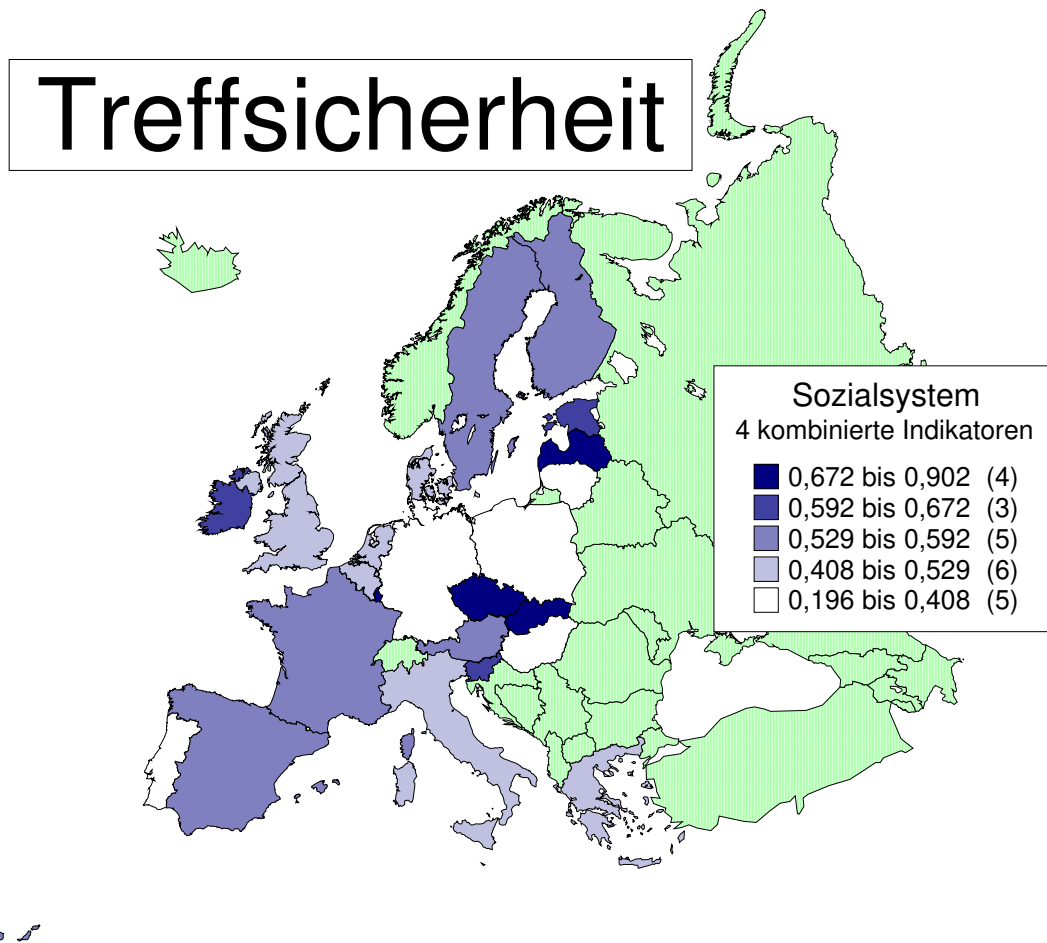 Treffsicherheit
Sozialsystem
4 kombinierte Indikatoren
0,672 bis 0,902 (4)
0,592 bis 0,672 (3)
0,529 bis 0,592 (5)
0,408 bis 0,529 (6)
0,196 bis 0,408 (5)